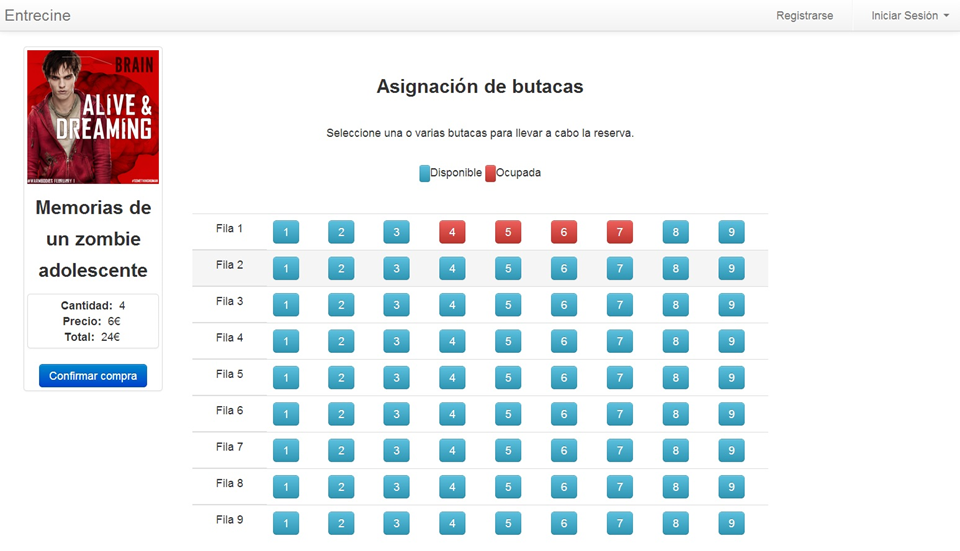 Entrecine
Registrarse
Iniciar Sesión
BRAIN
ALIVE &
DREAMING
Memorias de
un zombie
adolescente
Cantidad: 4
Precio: 6€
Total: 24€
Confirmar compra
Asignación de butacas
Seleccione una o varias butacas para llevar a cabo la reserva.
Disponible Ocupada
Fila 1 1 2 3 4 5 6 7 8 9
Fila 2 1 2 3 4 5 6 7 8 9
Fila 3 1 2 3 4 5 6 7 8 9
Fila 4 1 2 3 4 5 6 7 8 9
Fila 5 1 2 3 4 5 6 7 8 9
Fila 6 1 2 3 4 5 6 7 8 9
Fila 7 1 2 3 4 5 6 7 8 9
Fila 8 1 2 3 4 5 6 7 8 9
Fila 9 1 2 3 4 5 6 7 8 9